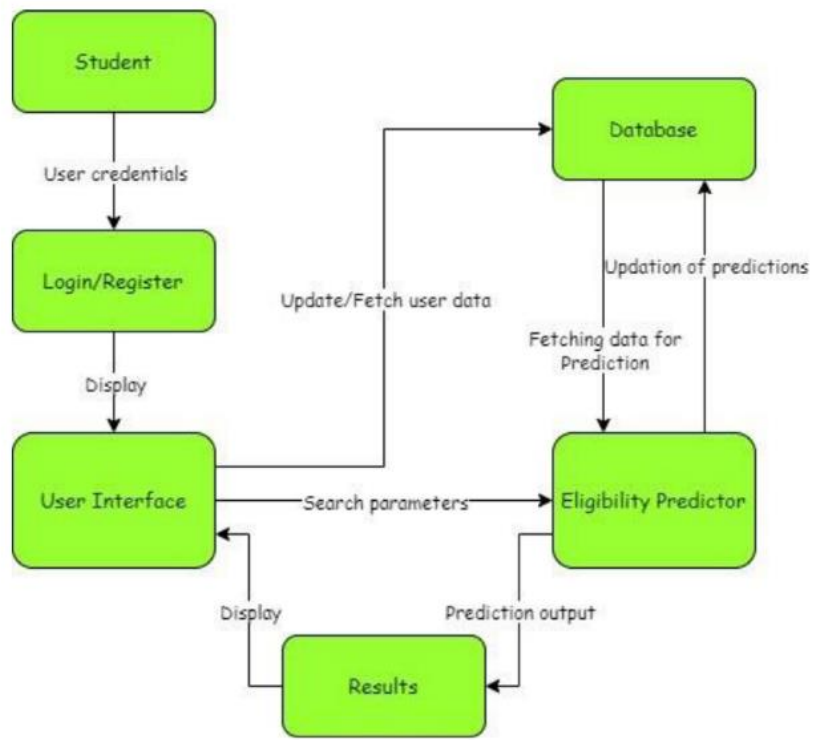 Student
Database
User credentials
Login/Register
Updation of predictions
Update/Fetch user data
Fetching data for
Prediction
Display
User Interface
Search parameters
Eligibility Predictor
Display
Prediction output
Results